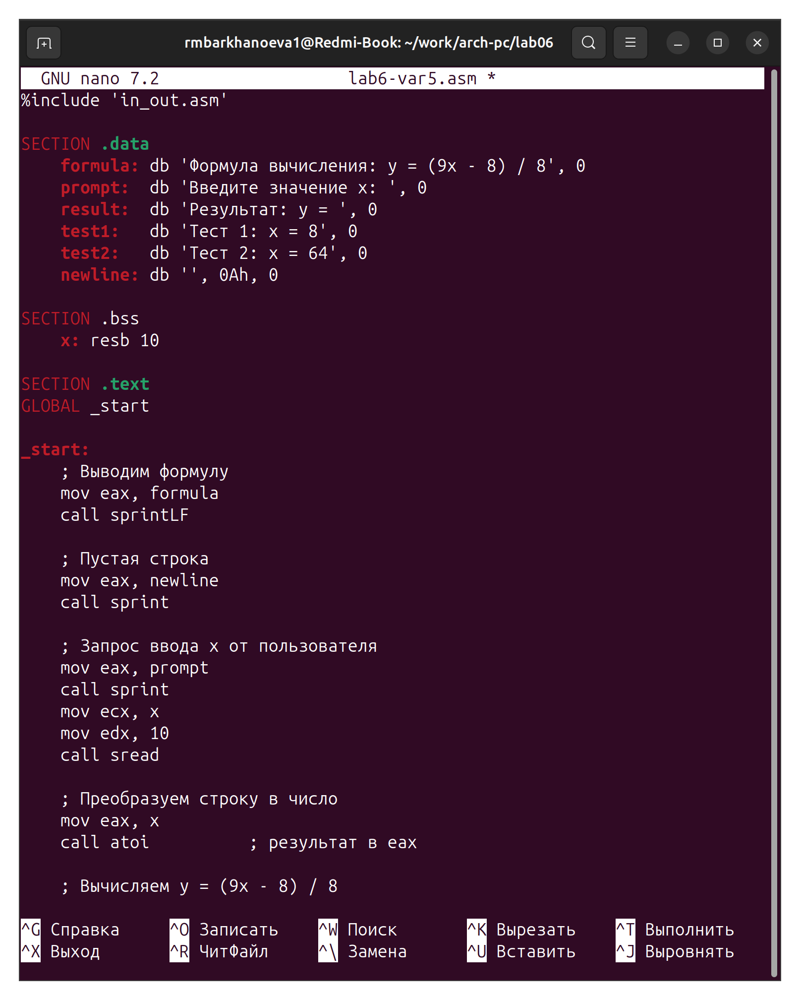 rmbarkhanoeva1@Redmi-Book: ~/work/arch-pc/lab06
GNU nano 7.2 lab6-var5.asm *
%include 'in_out.asm'
SECTION .data
formula: db 'Формула вычисления: y = (9x - 8) / 8', 0
prompt: db 'Введите значение x: ', 0
result: db 'Результат: y = ', 0
test1: db 'Тест 1: x = 8', 0
test2: db 'Тест 2: x = 64', 0
newline: db '', 0Ah, 0
SECTION .bss
x: resb 10
SECTION .text
GLOBAL _start
_start:
; Выводим формулу
mov eax, formula
call sprintLF
; Пустая строка
mov eax, newline
call sprint
; Запрос ввода x от пользователя
mov eax, prompt
call sprint
mov ecx, x
mov edx, 10
call sread
; Преобразуем строку в число
mov eax, x
call atoi ; результат в eax
; Вычисляем y = (9x - 8) / 8
^G Справка ^O Записать ^W Поиск ^K Вырезать ^T Выполнить
^X Выход ^R ЧитФайл ^\ Замена ^U Вставить ^J Выровнять